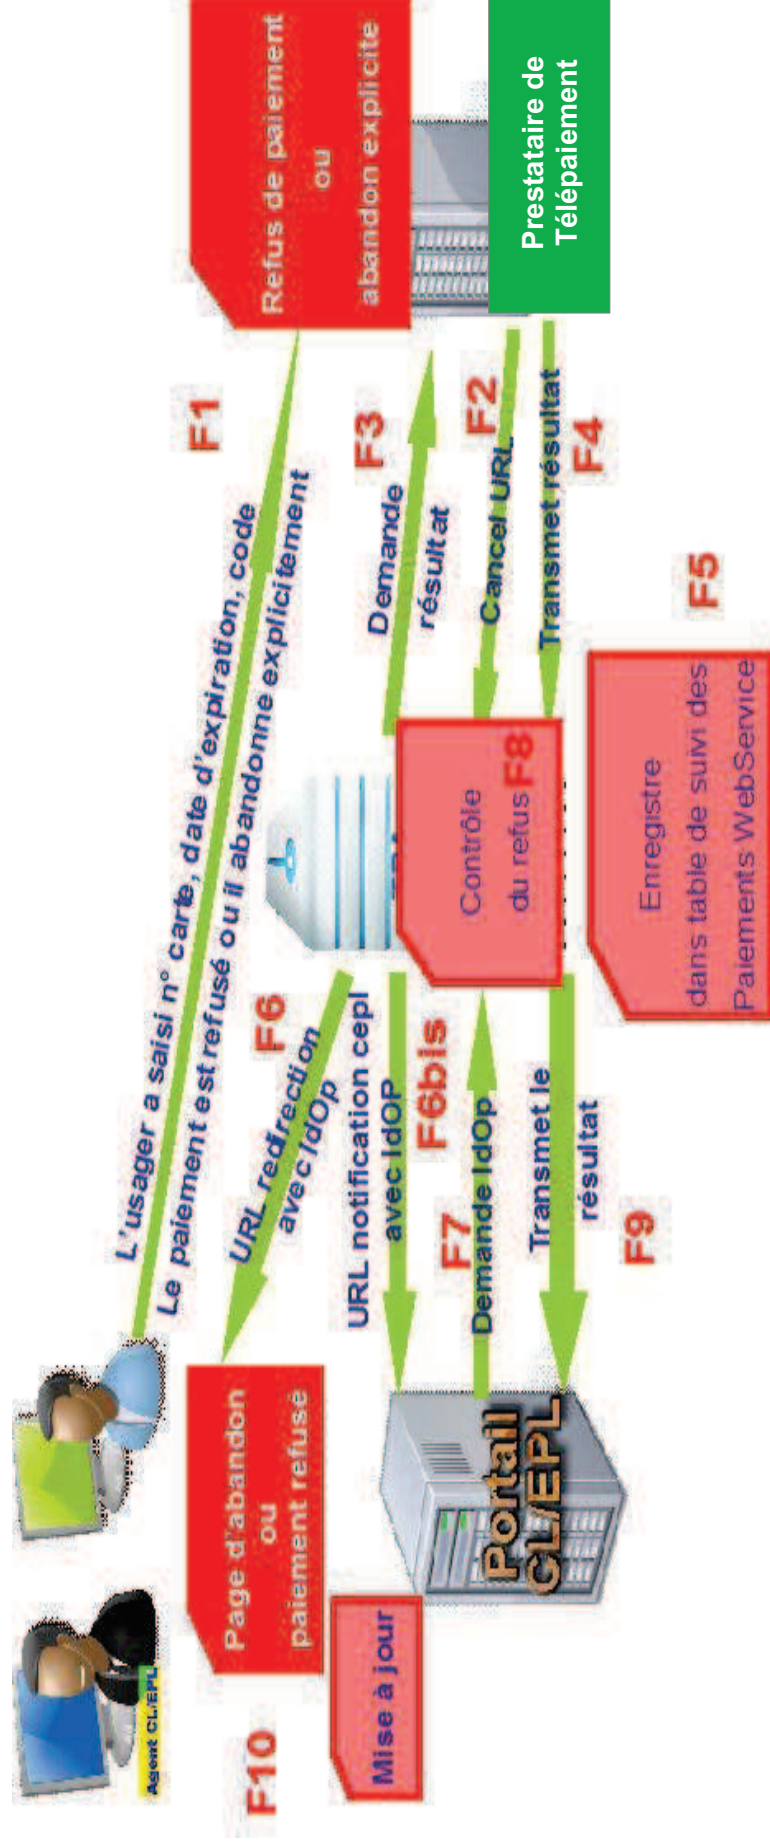 Agent CL/EPL
L'usager a saisi n° carte, date d'expiration, code
Le paiement est refusé ou il abandonne explicitement
F1
Refus de paiement
ou
abandon explicite
F10
Page d'abandon
ou
paiement refusé
URL redirection
avec IdOp
F6
Demande
résultat
F3
Mise à jour
URL notification cepl
avec IdOP
F6bis
Portail
CL/EPL
F7
Demande IdOp
Contrôle
du refus F8
Cancel URL
F2
Prestataire de
Télépaiement
Transmet le
résultat
F9
Transmet résultat
F4
Enregistre
dans table de suivi des
Paiements WebService
F5